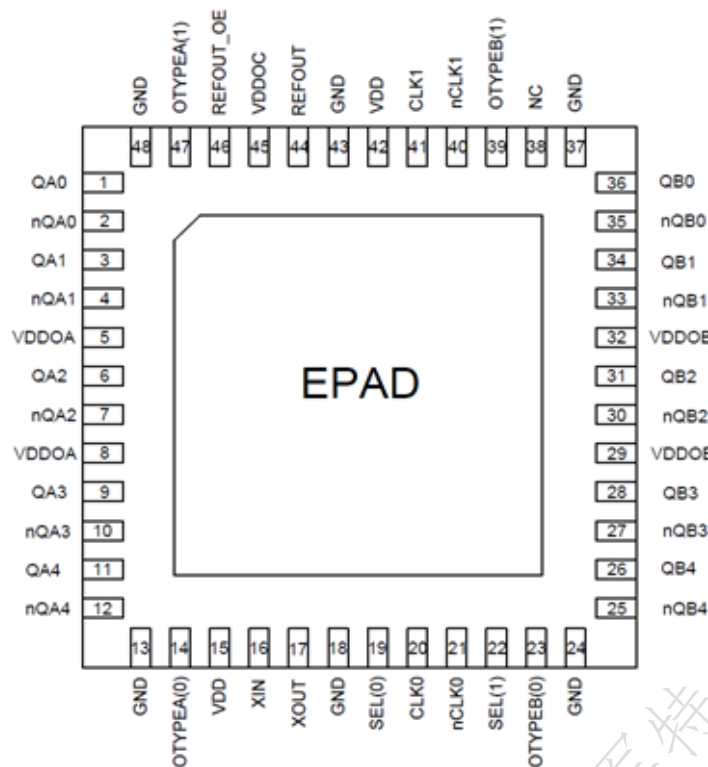 GND OTYPEA(1) REFOUT_OE VDDOC REFOUT GND VDD CLK1 nCLK1 OTYPEB(1) NC GND
48 47 46 45 44 43 42 41 40 39 38 37
QA0 1 36 QB0
nQA0 2 35 nQB0
QA1 3 34 QB1
nQA1 4 33 nQB1
VDDOA 5 32 VDDOB
QA2 6 31 QB2
EPAD
nQA2 7 30 nQB2
VDDOA 8 29 VDDOB
QA3 9 28 QB3
nQA3 10 27 nQB3
QA4 11 26 QB4
nQA4 12 25 nQB4
13 14 15 16 17 18 19 20 21 22 23 24
GND OTYPEA(0) VDD XIN XOUT GND SEL(0) CLK0 nCLK0 SEL(1) OTYPEB(0) GND